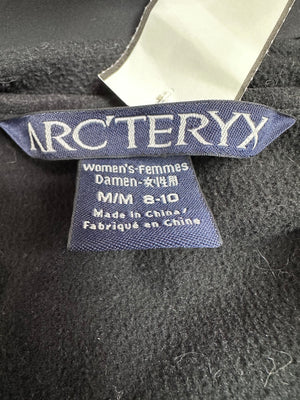 ARC'TERYX
Women's-Femmes
Damen-女性用
M/M 8-10
Made in China/
Fabriqué en Chine